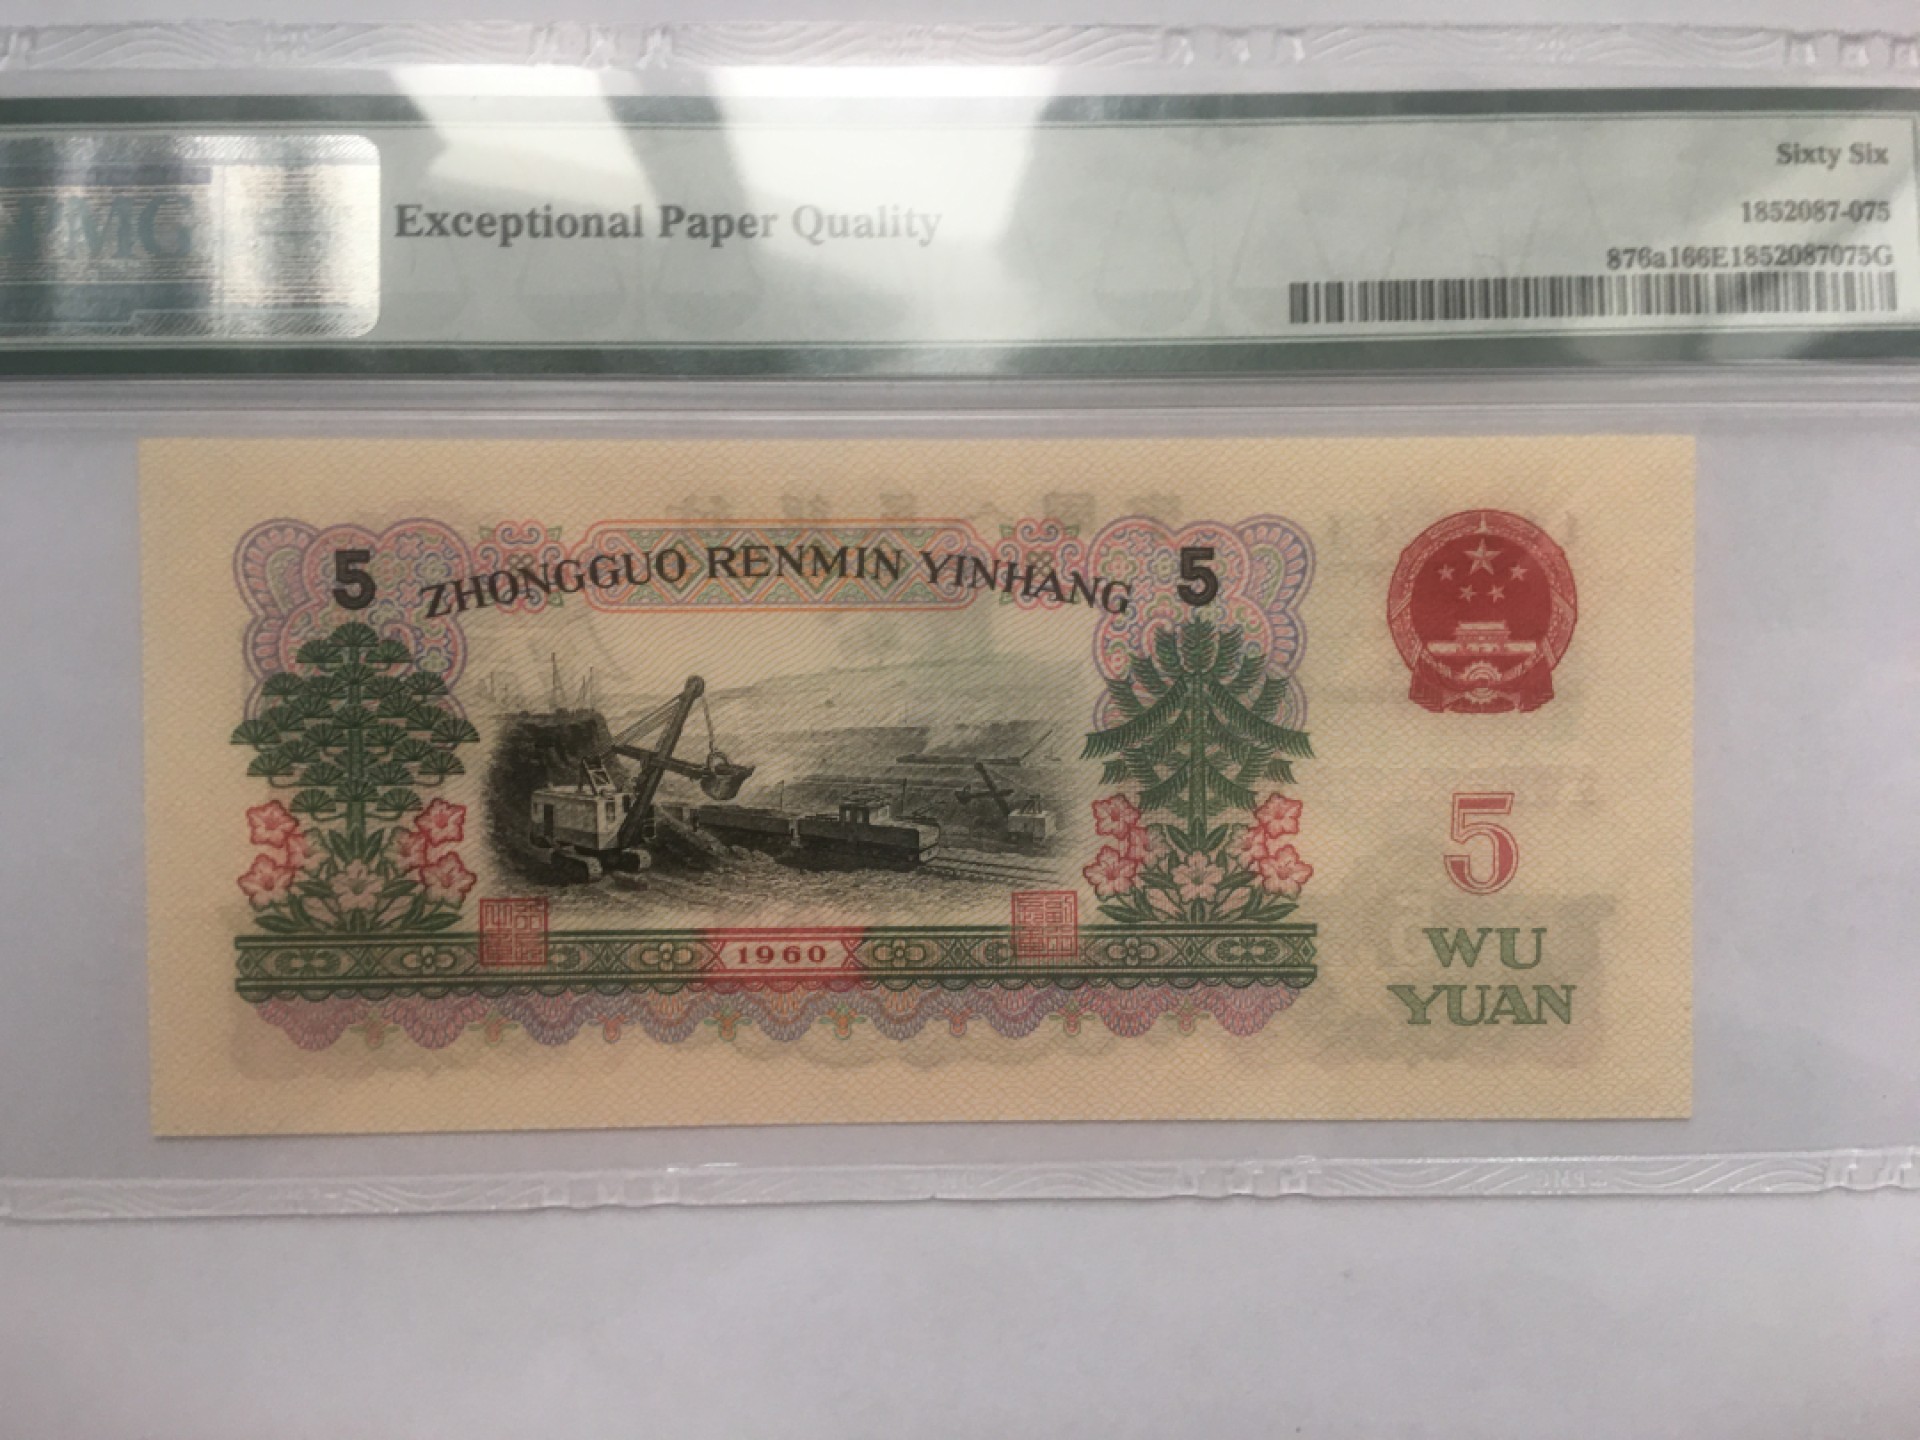 PMG
Exceptional Paper Quality
Sixty Six
1852087-075
876a166E1852087075G
5 ZHONGGUO RENMIN YINHANG 5
1960
5
WU
YUAN